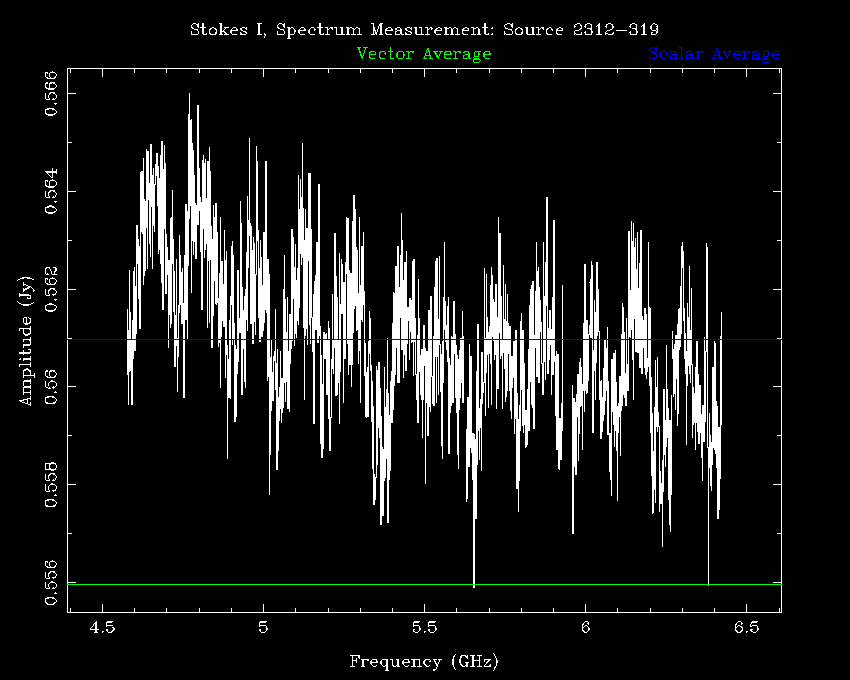 Stokes I, Spectrum Measurement: Source 2312−319
Vector Average Scalar Average
0.566
0.564
0.562
0.56
0.558
0.556
Amplitude (Jy)
4.5 5 5.5 6 6.5
Frequency (GHz)